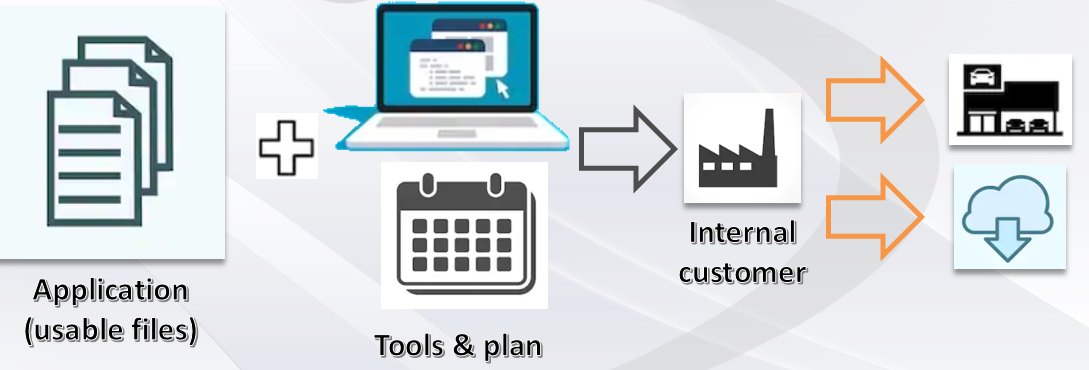 Application
(usable files)
Tools & plan
Internal
customer